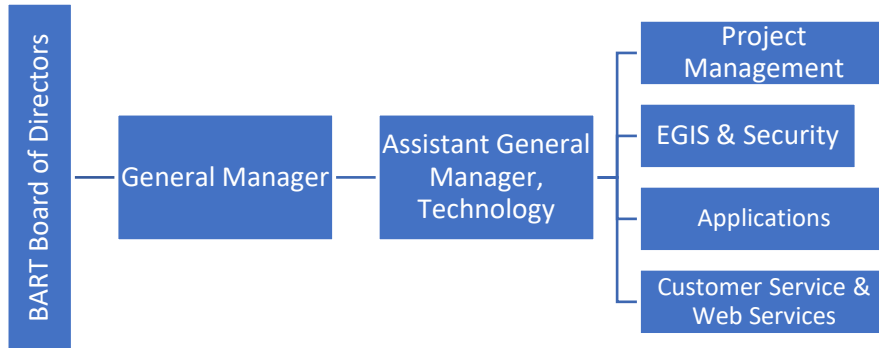 BART Board of Directors
General Manager
Assistant General
Manager,
Technology
Project
Management
EGIS & Security
Applications
Customer Service &
Web Services